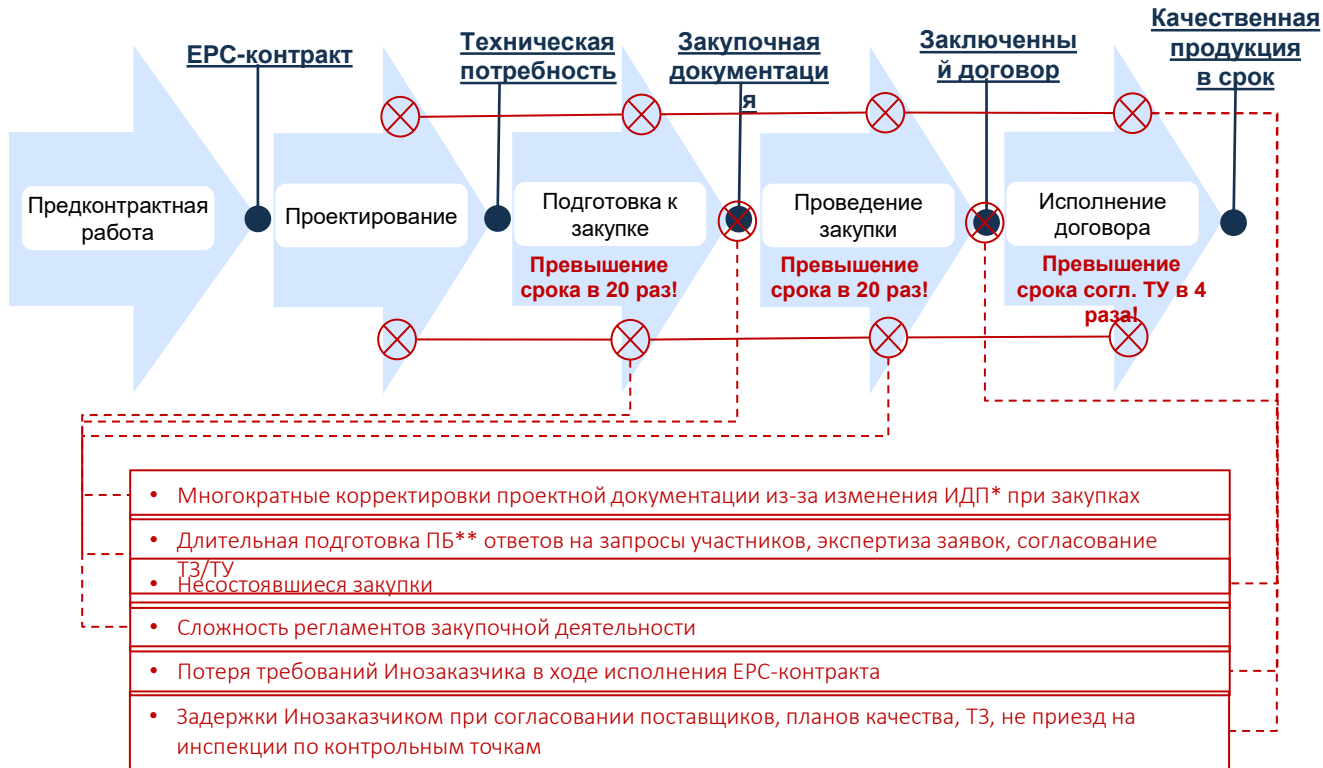 ЕРС-контракт
Техническая
потребность
Закупочная
документаци
я
Заключенны
й договор
Качественная
продукция
в срок
Предконтрактная
работа
Проектирование
Подготовка к
закупке
Превышение
срока в 20 раз!
Проведение
закупки
Превышение
срока в 20 раз!
Исполнение
договора
Превышение
срока согл. ТУ в 4
раза!
• Многократные корректировки проектной документации из-за изменения ИДП* при закупках
• Длительная подготовка ПБ** ответов на запросы участников, экспертиза заявок, согласование
ТЗ/ТУ
• Несостоявшиеся закупки
• Сложность регламентов закупочной деятельности
• Потеря требований Инозаказчика в ходе исполнения ЕРС-контракта
• Задержки Инозаказчиком при согласовании поставщиков, планов качества, ТЗ, не приезд на
инспекции по контрольным точкам